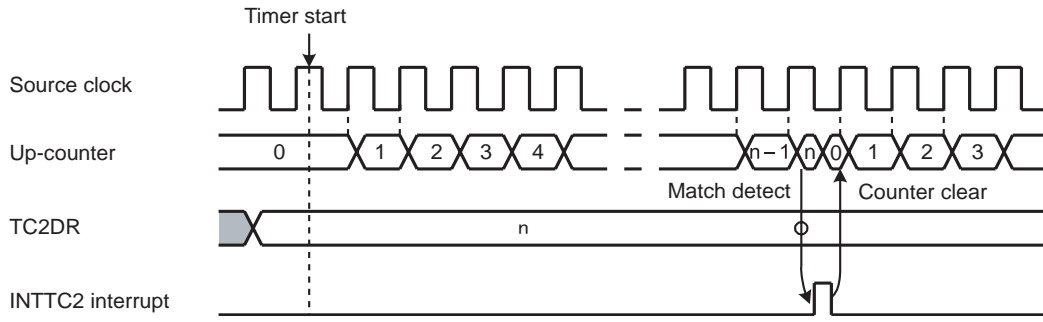 Timer start
Source clock
Up-counter
0
1
2
3
4
n – 1
n
0
1
2
3
Match detect
Counter clear
TC2DR
n
INTTC2 interrupt